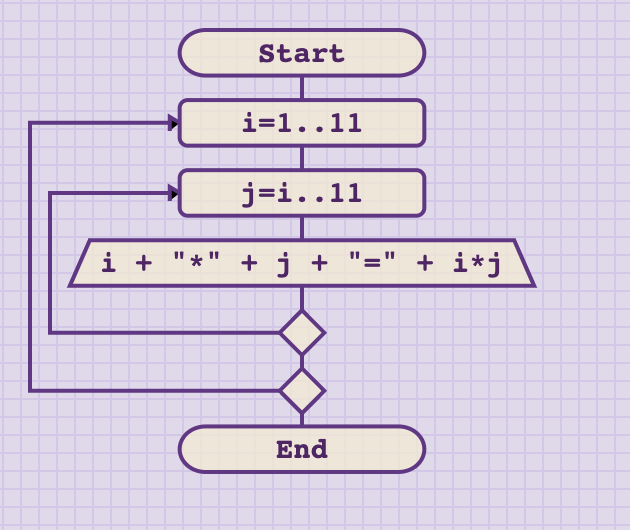 Start
i=1..11
j=i..11
i + "*" + j + "=" + i*j
End